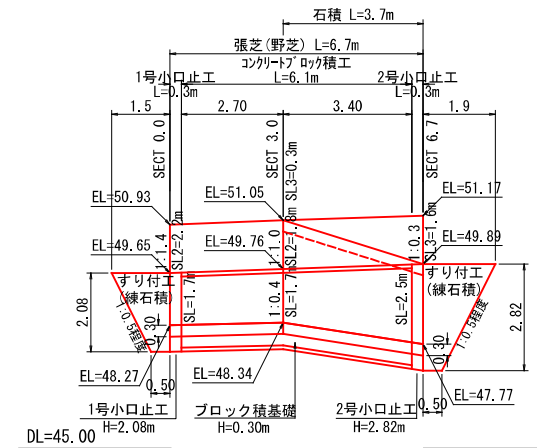 石積 L=3.7m
張芝(野芝) L=6.7m
コンクリートブロック積工
1号小口止工
L=6.1m
2号小口止工
L=0.3m
L=0.3m
1.5
2.70
3.40
1.9
SECT 0.0
SECT 3.0
SL3=0.3m
SECT 6.7
EL=50.93
EL=51.05
EL=51.17
1:1.4
SL2=2.2m
1:1.0
1:0.3
SL3=1.6m
EL=49.65
EL=49.76
EL=49.89
すり付工
(練石積)
すり付工
(練石積)
SL=1.7m
1:0.4
SL=1.7m
SL=2.5m
2.08
1:0.5程度
0.30
0.30
1:0.5程度
2.82
EL=48.27
EL=48.34
EL=47.77
0.50
0.50
1号小口止工
H=2.08m
ブロック積基礎
H=0.30m
2号小口止工
H=2.82m
DL=45.00